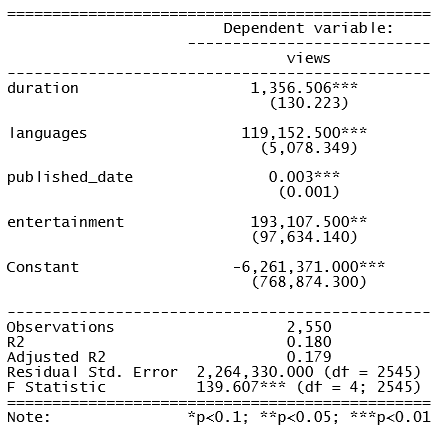 ===============================================
Dependent variable:
---------------------------
views
-----------------------------------------------
duration 1,356.506***
(130.223)
languages 119,152.500***
(5,078.349)
published_date 0.003***
(0.001)
entertainment 193,107.500**
(97,634.140)
Constant -6,261,371.000***
(768,874.300)
-----------------------------------------------
Observations 2,550
R2 0.180
Adjusted R2 0.179
Residual Std. Error 2,264,330.000 (df = 2545)
F Statistic 139.607*** (df = 4; 2545)
===============================================
Note: *p<0.1; **p<0.05; ***p<0.01